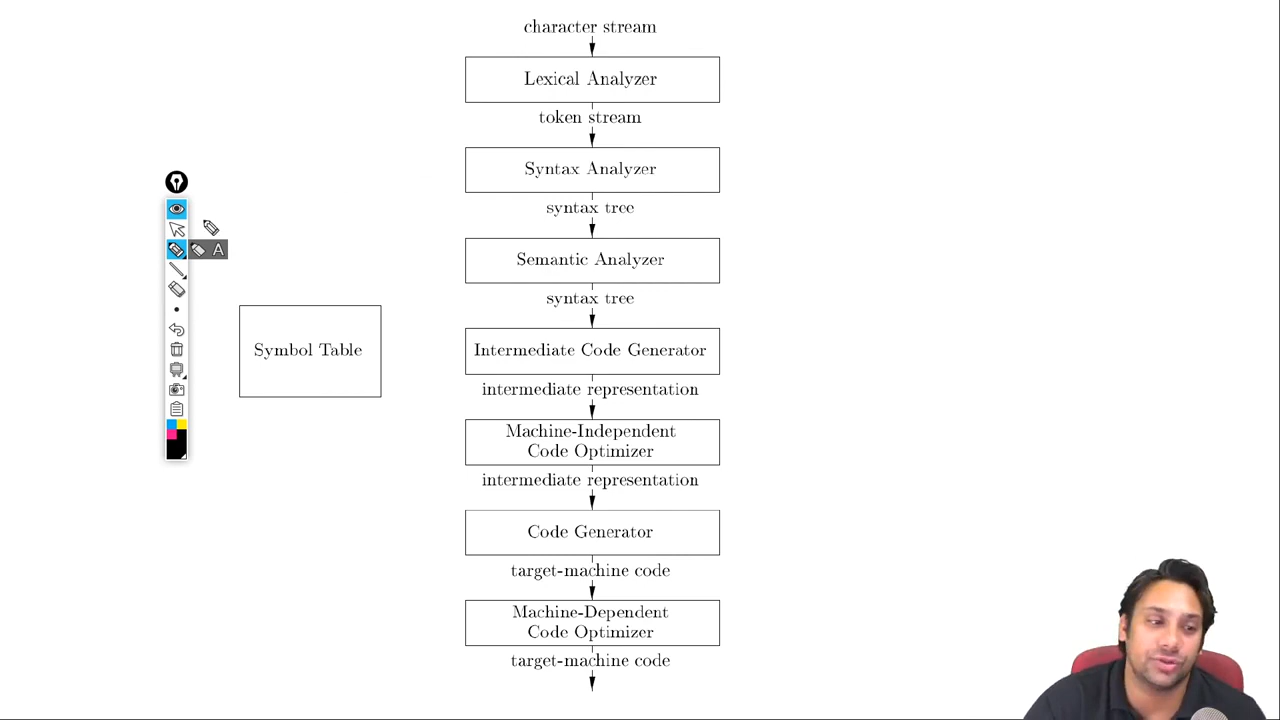 character stream
Lexical Analyzer
token stream
Syntax Analyzer
syntax tree
Semantic Analyzer
syntax tree
Symbol Table
Intermediate Code Generator
intermediate representation
Machine-Independent
Code Optimizer
intermediate representation
Code Generator
target-machine code
Machine-Dependent
Code Optimizer
target-machine code
A